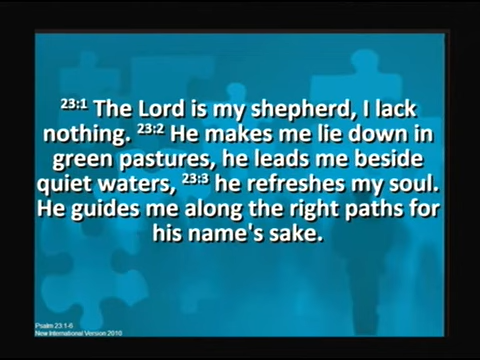 23:1 The Lord is my shepherd, I lack
nothing. 23:2 He makes me lie down in
green pastures, he leads me beside
quiet waters, 23:3 he refreshes my soul.
He guides me along the right paths for
his name's sake.
Psalm 23:1-6
New International Version 2010